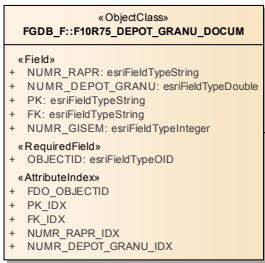 «ObjectClass»
FGDB_F::F10R75_DEPOT_GRANU_DOCUM
«Field»
+ NUMR_RAPR: esriFieldTypeString
+ NUMR_DEPOT_GRANU: esriFieldTypeDouble
+ PK: esriFieldTypeString
+ FK: esriFieldTypeString
+ NUMR_GISEM: esriFieldTypeInteger
«RequiredField»
+ OBJECTID: esriFieldTypeOID
«AttributeIndex»
+ FDO_OBJECTID
+ PK_IDX
+ FK_IDX
+ NUMR_RAPR_IDX
+ NUMR_DEPOT_GRANU_IDX